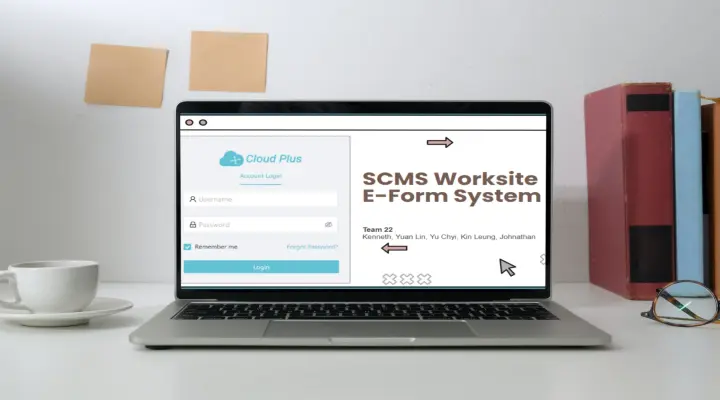 Cloud Plus
Account Login
Username
Password
Remember me
Forgot Password?
Login
SCMS Worksite
E-Form System
Team 22
Kenneth, Yuan Lin, Yu Chyi, Kin Leung, Johnathan